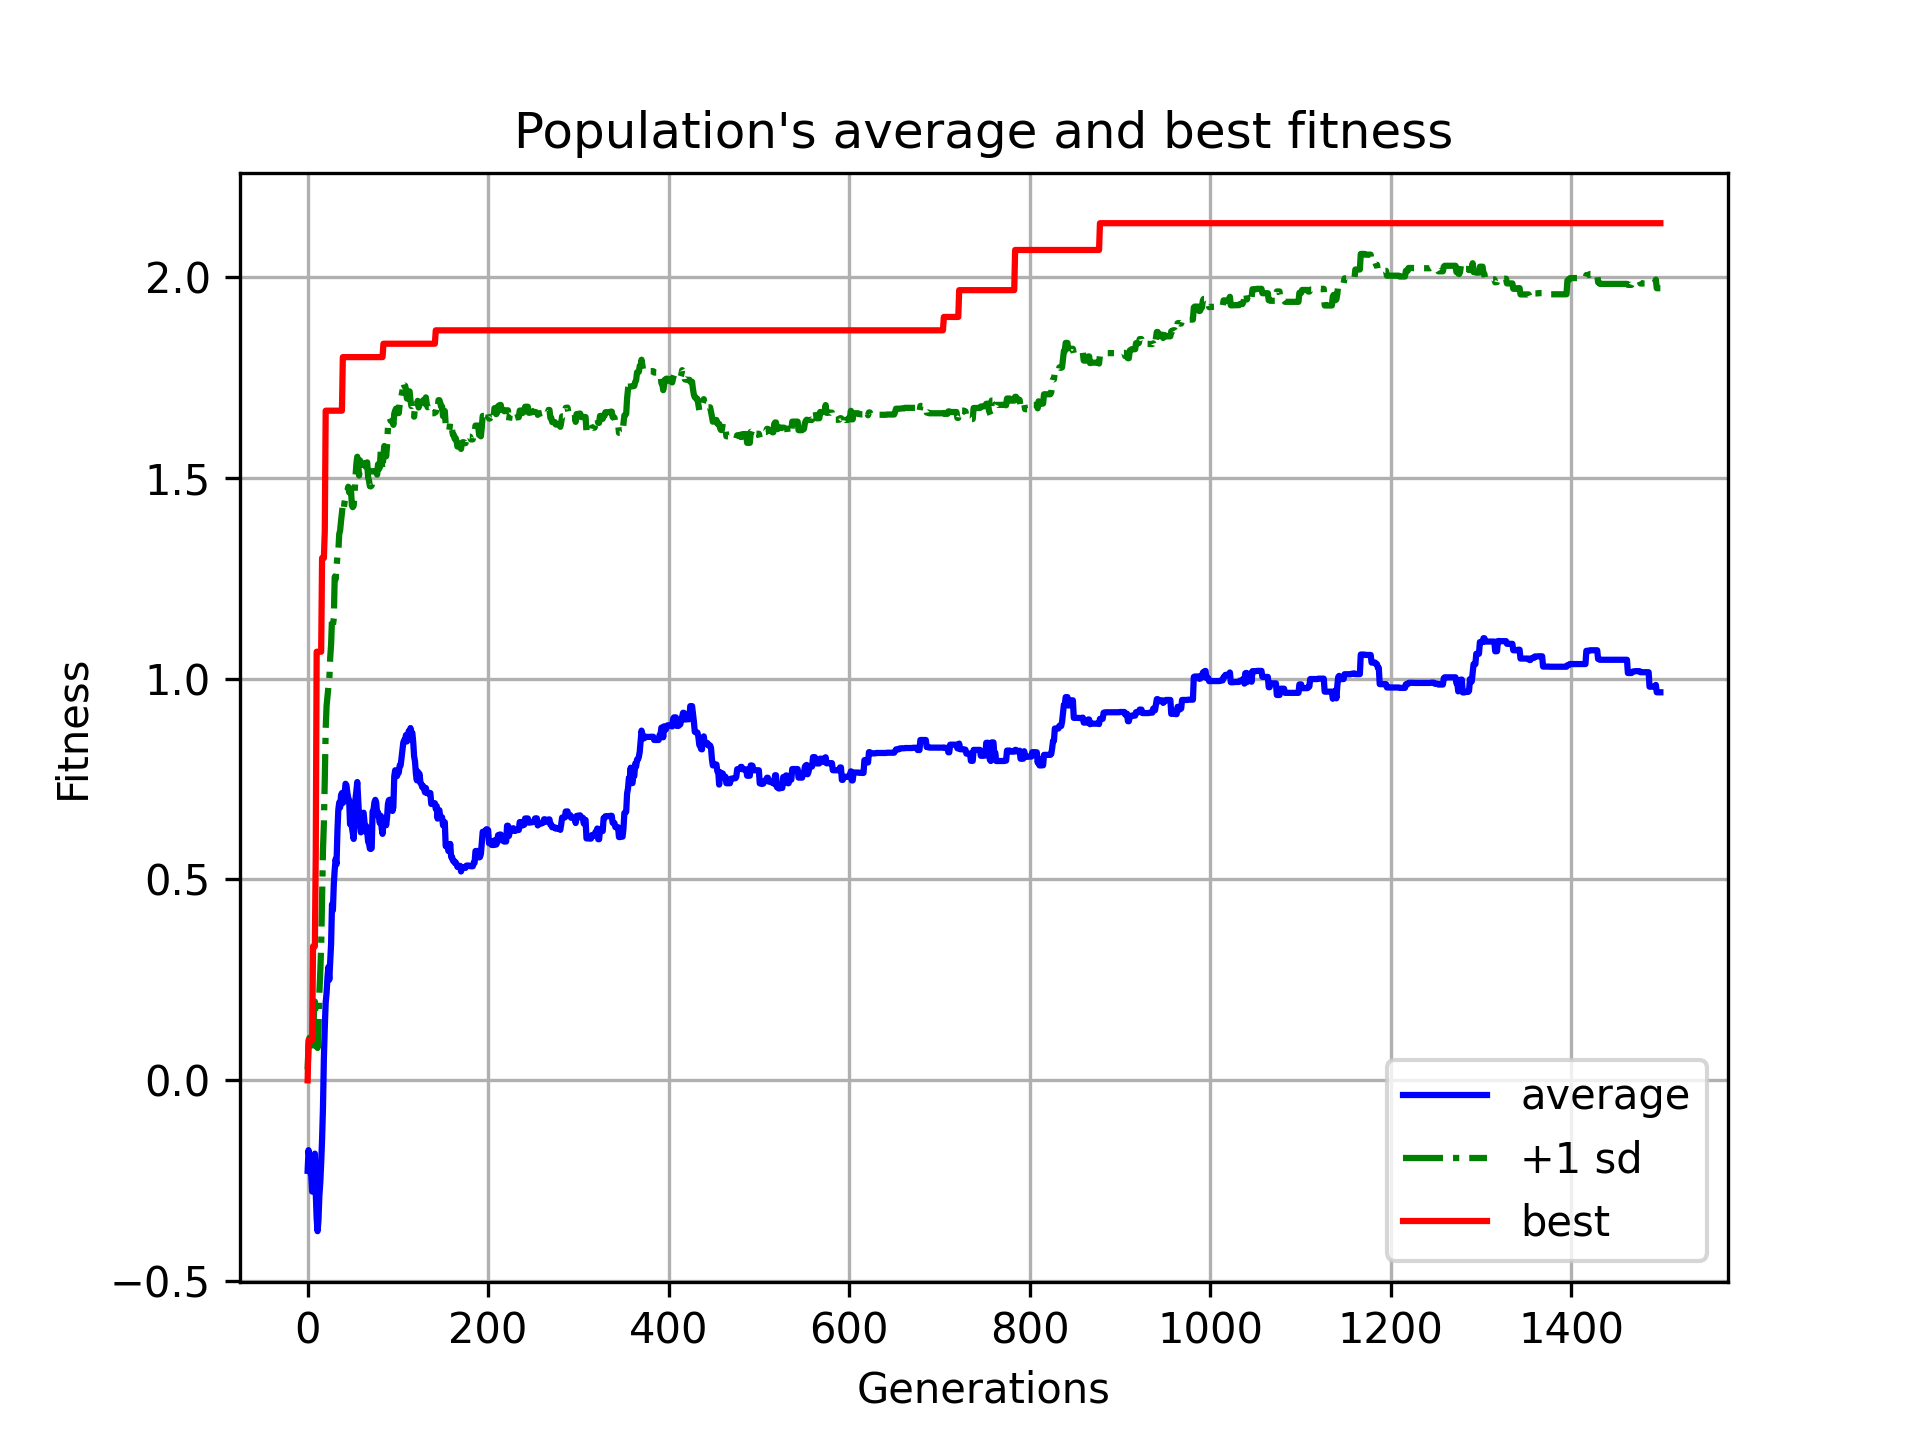 Population's average and best fitness
Fitness
2.0
1.5
1.0
0.5
0.0
−0.5
0 200 400 600 800 1000 1200 1400
Generations
average
+1 sd
best